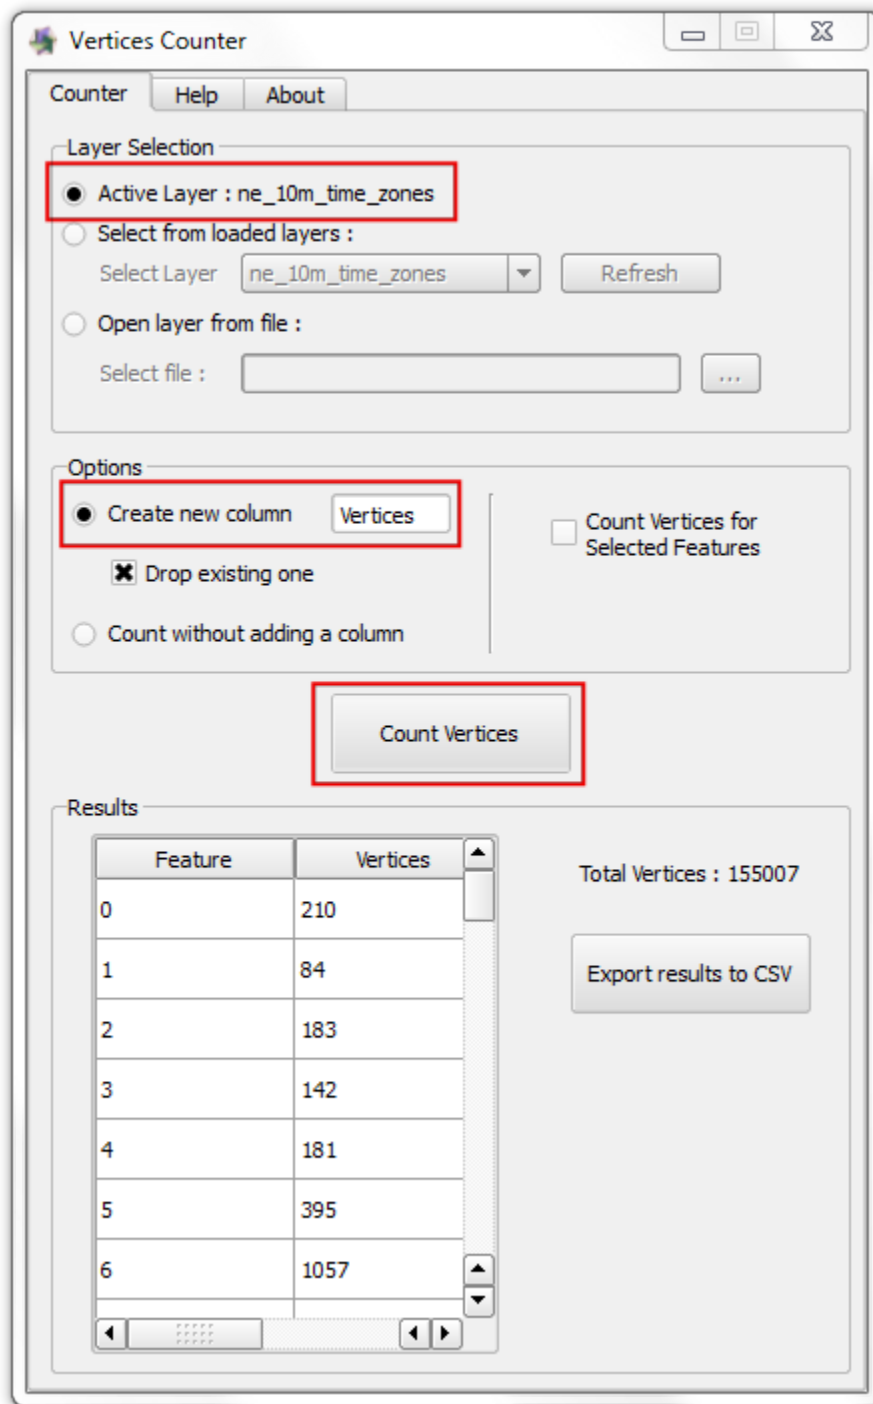 Vertices Counter
Counter Help About
Layer Selection
Active Layer : ne_10m_time_zones
Select from loaded layers :
Select Layer ne_10m_time_zones Refresh
Open layer from file :
Select file : ...
Options
Create new column Vertices
Count Vertices for
Selected Features
Drop existing one
Count without adding a column
Count Vertices
Results
Feature Vertices
Total Vertices : 155007
0 210
1 84
Export results to CSV
2 183
3 142
4 181
5 395
6 1057